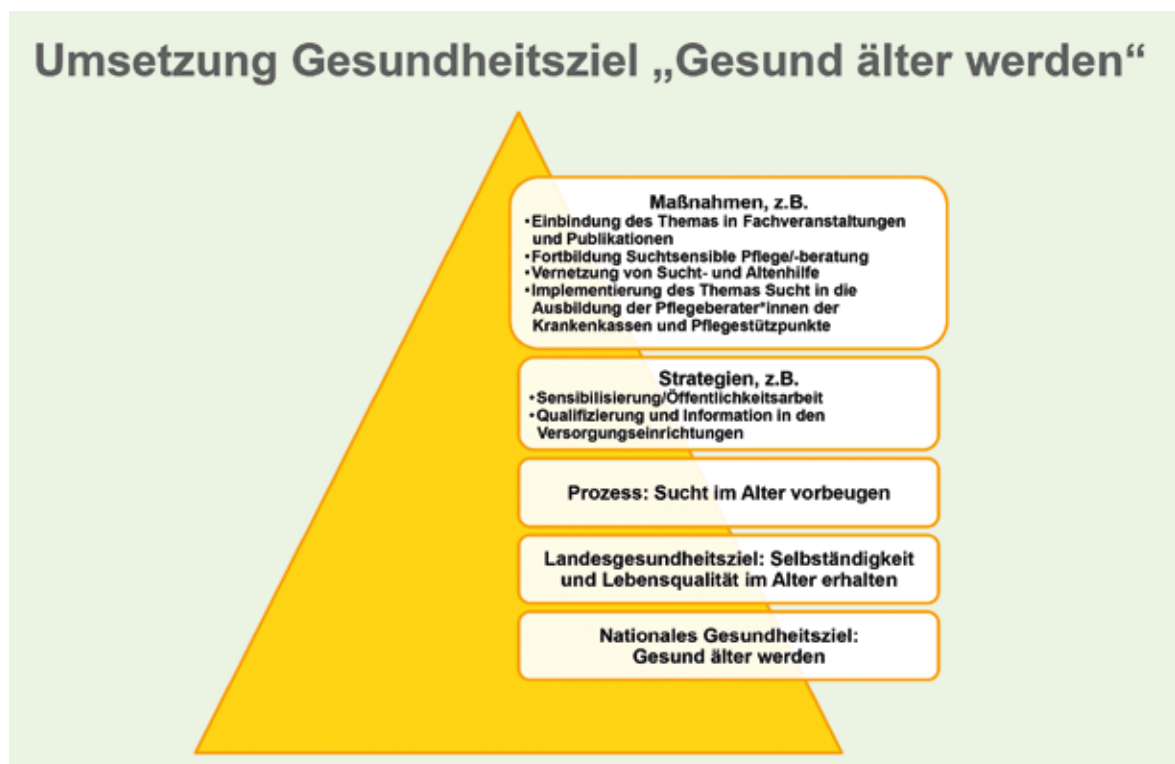 Umsetzung Gesundheitsziel „Gesund älter werden“
Maßnahmen, z.B.
•Einbindung des Themas in Fachveranstaltungen
und Publikationen
•Fortbildung Suchtsensible Pflege/-beratung
•Vernetzung von Sucht- und Altenhilfe
•Implementierung des Themas Sucht in die
Ausbildung der Pflegeberater*innen der
Krankenkassen und Pflegestützpunkte
Strategien, z.B.
•Sensibilisierung/Öffentlichkeitsarbeit
•Qualifizierung und Information in den
Versorgungseinrichtungen
Prozess: Sucht im Alter vorbeugen
Landesgesundheitsziel: Selbständigkeit
und Lebensqualität im Alter erhalten
Nationales Gesundheitsziel:
Gesund älter werden